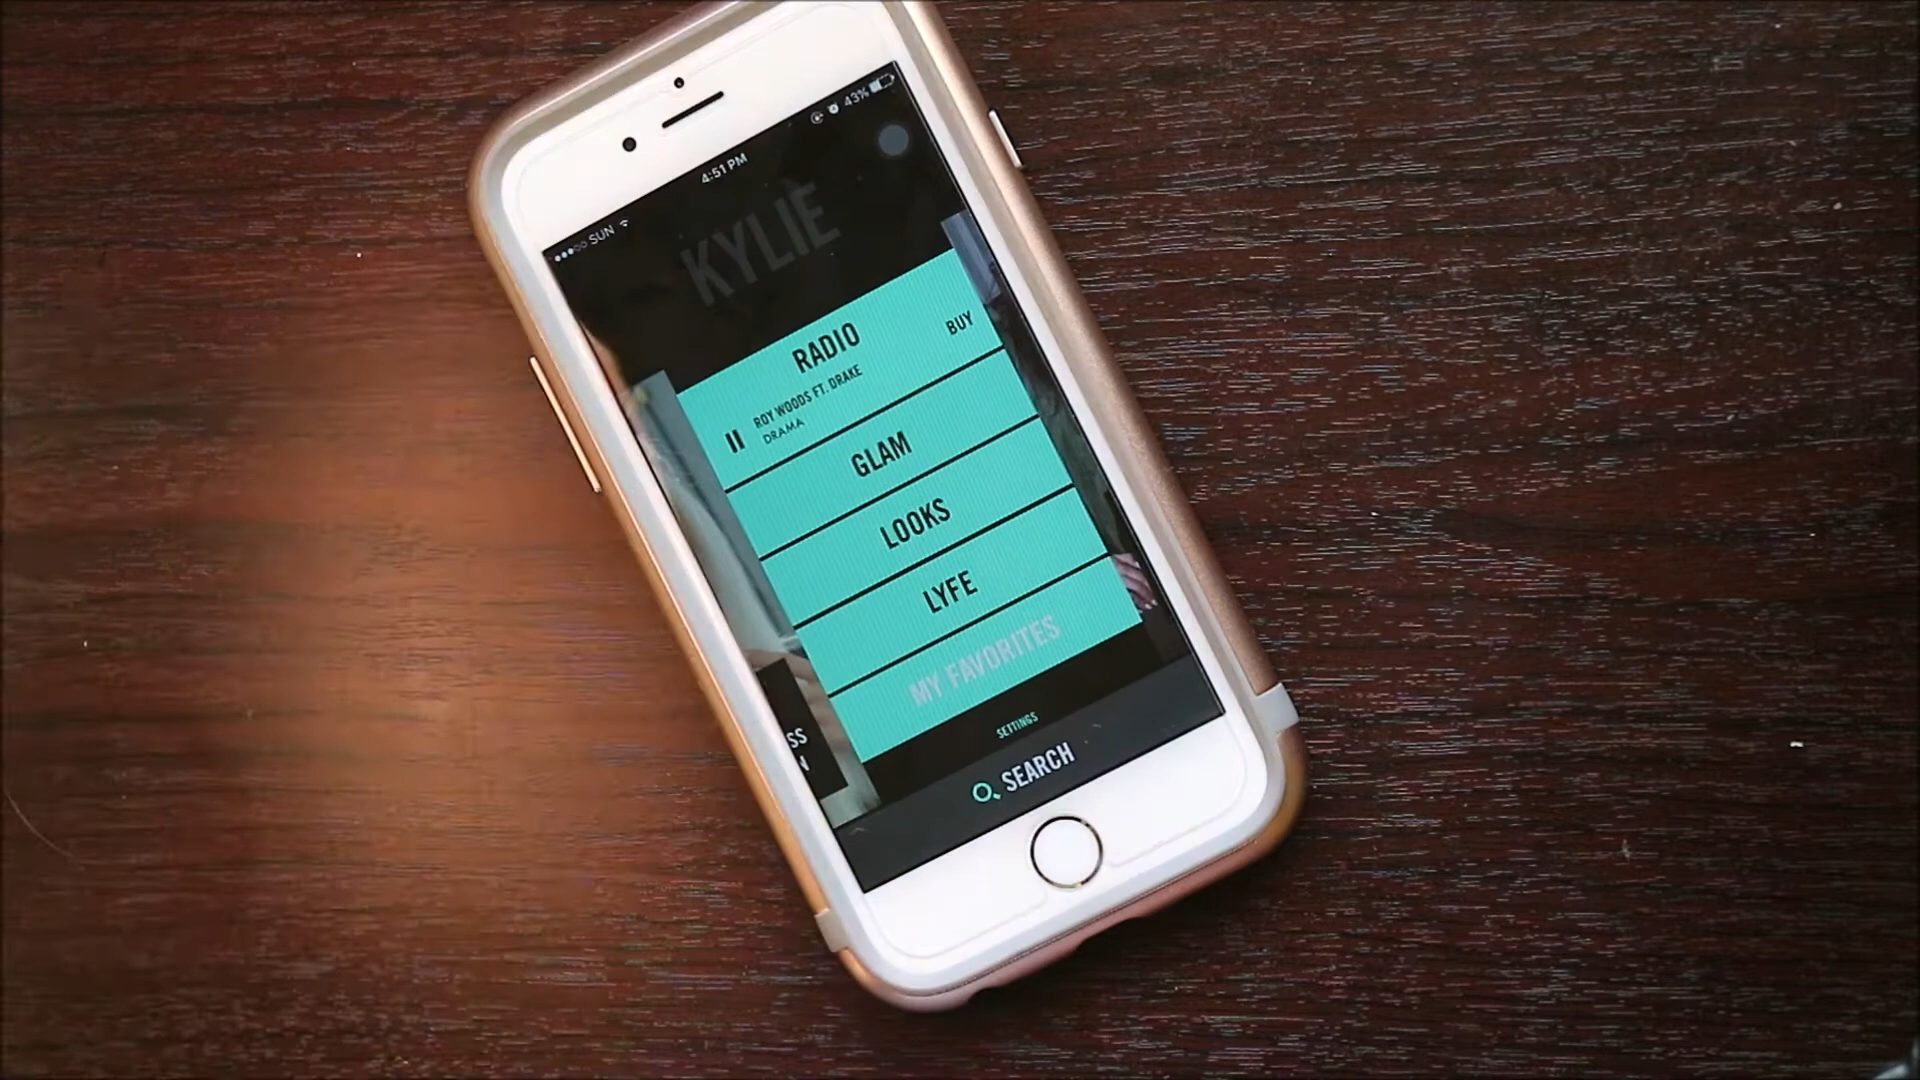 SUN 4:51 PM 43%
KYLIE
RADIO
BUY
ROY WOODS FT. DRAKE
DRAMA
GLAM
LOOKS
LYFE
MY FAVORITES
SS
N
SETTINGS
SEARCH